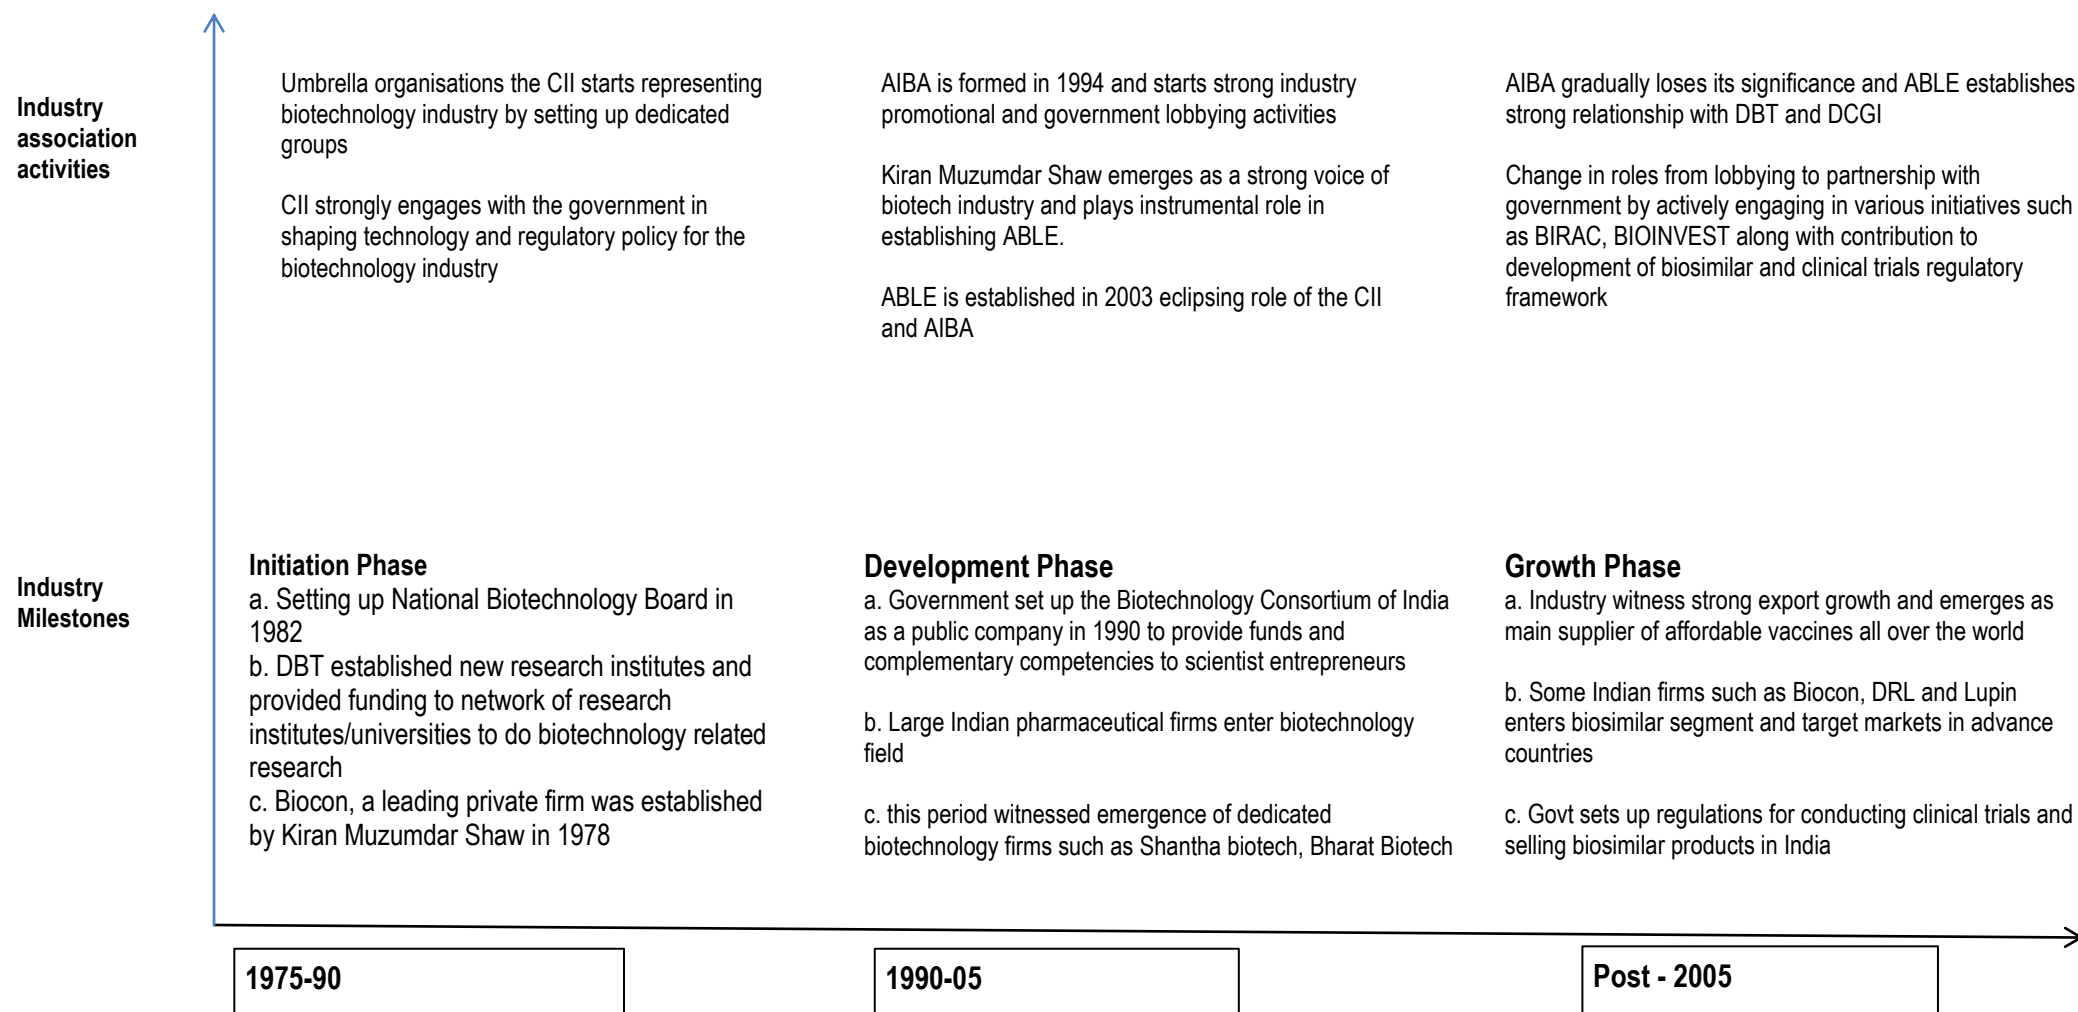 Industry
association
activities
Umbrella organisations the CII starts representing
biotechnology industry by setting up dedicated
groups
CII strongly engages with the government in
shaping technology and regulatory policy for the
biotechnology industry
AIBA is formed in 1994 and starts strong industry
promotional and government lobbying activities
Kiran Muzumdar Shaw emerges as a strong voice of
biotech industry and plays instrumental role in
establishing ABLE.
ABLE is established in 2003 eclipsing role of the CII
and AIBA
AIBA gradually loses its significance and ABLE establishes
strong relationship with DBT and DCGI
Change in roles from lobbying to partnership with
government by actively engaging in various initiatives such
as BIRAC, BIOINVEST along with contribution to
development of biosimilar and clinical trials regulatory
framework
Industry
Milestones
Initiation Phase
a. Setting up National Biotechnology Board in
1982
b. DBT established new research institutes and
provided funding to network of research
institutes/universities to do biotechnology related
research
c. Biocon, a leading private firm was established
by Kiran Muzumdar Shaw in 1978
Development Phase
a. Government set up the Biotechnology Consortium of India
as a public company in 1990 to provide funds and
complementary competencies to scientist entrepreneurs
b. Large Indian pharmaceutical firms enter biotechnology
field
c. this period witnessed emergence of dedicated
biotechnology firms such as Shantha biotech, Bharat Biotech
Growth Phase
a. Industry witness strong export growth and emerges as
main supplier of affordable vaccines all over the world
b. Some Indian firms such as Biocon, DRL and Lupin
enters biosimilar segment and target markets in advance
countries
c. Govt sets up regulations for conducting clinical trials and
selling biosimilar products in India
1975-90
1990-05
Post - 2005